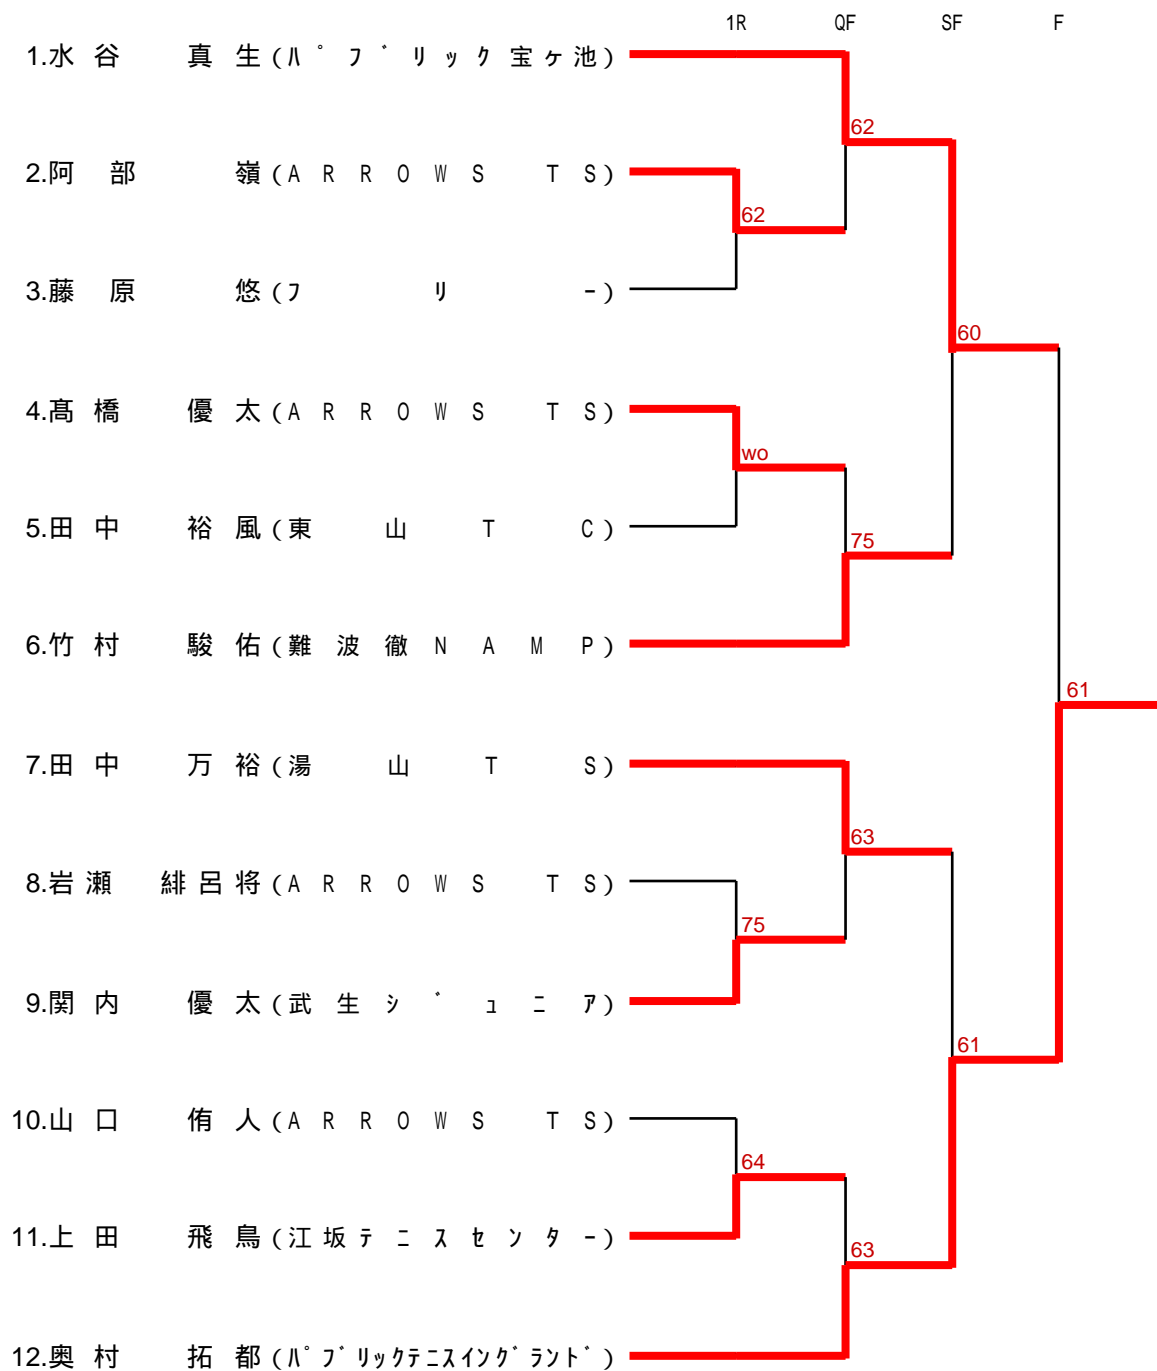 1R QF SF F
1.水谷 真生(ﾊﾟﾌﾞﾘｯｸ宝ヶ池)
62
2.阿部 嶺(ARROWS TS)
62
3.藤原 悠(ﾌﾘｰ)
60
4.髙橋 優太(ARROWS TS)
wo
5.田中 裕風(東山TC)
75
6.竹村 駿佑(難波徹NAMP)
61
7.田中 万裕(湯山TS)
63
8.岩瀬 緋呂将(ARROWS TS)
75
9.関内 優太(武生ｼﾞｭﾆｱ)
61
10.山口 侑人(ARROWS TS)
64
11.上田 飛鳥(江坂ﾃﾆｽｾﾝﾀｰ)
63
12.奥村 拓都(ﾊﾟﾌﾞﾘｯｸﾃﾆｽｲﾝｸﾞﾗﾝﾄﾞ)